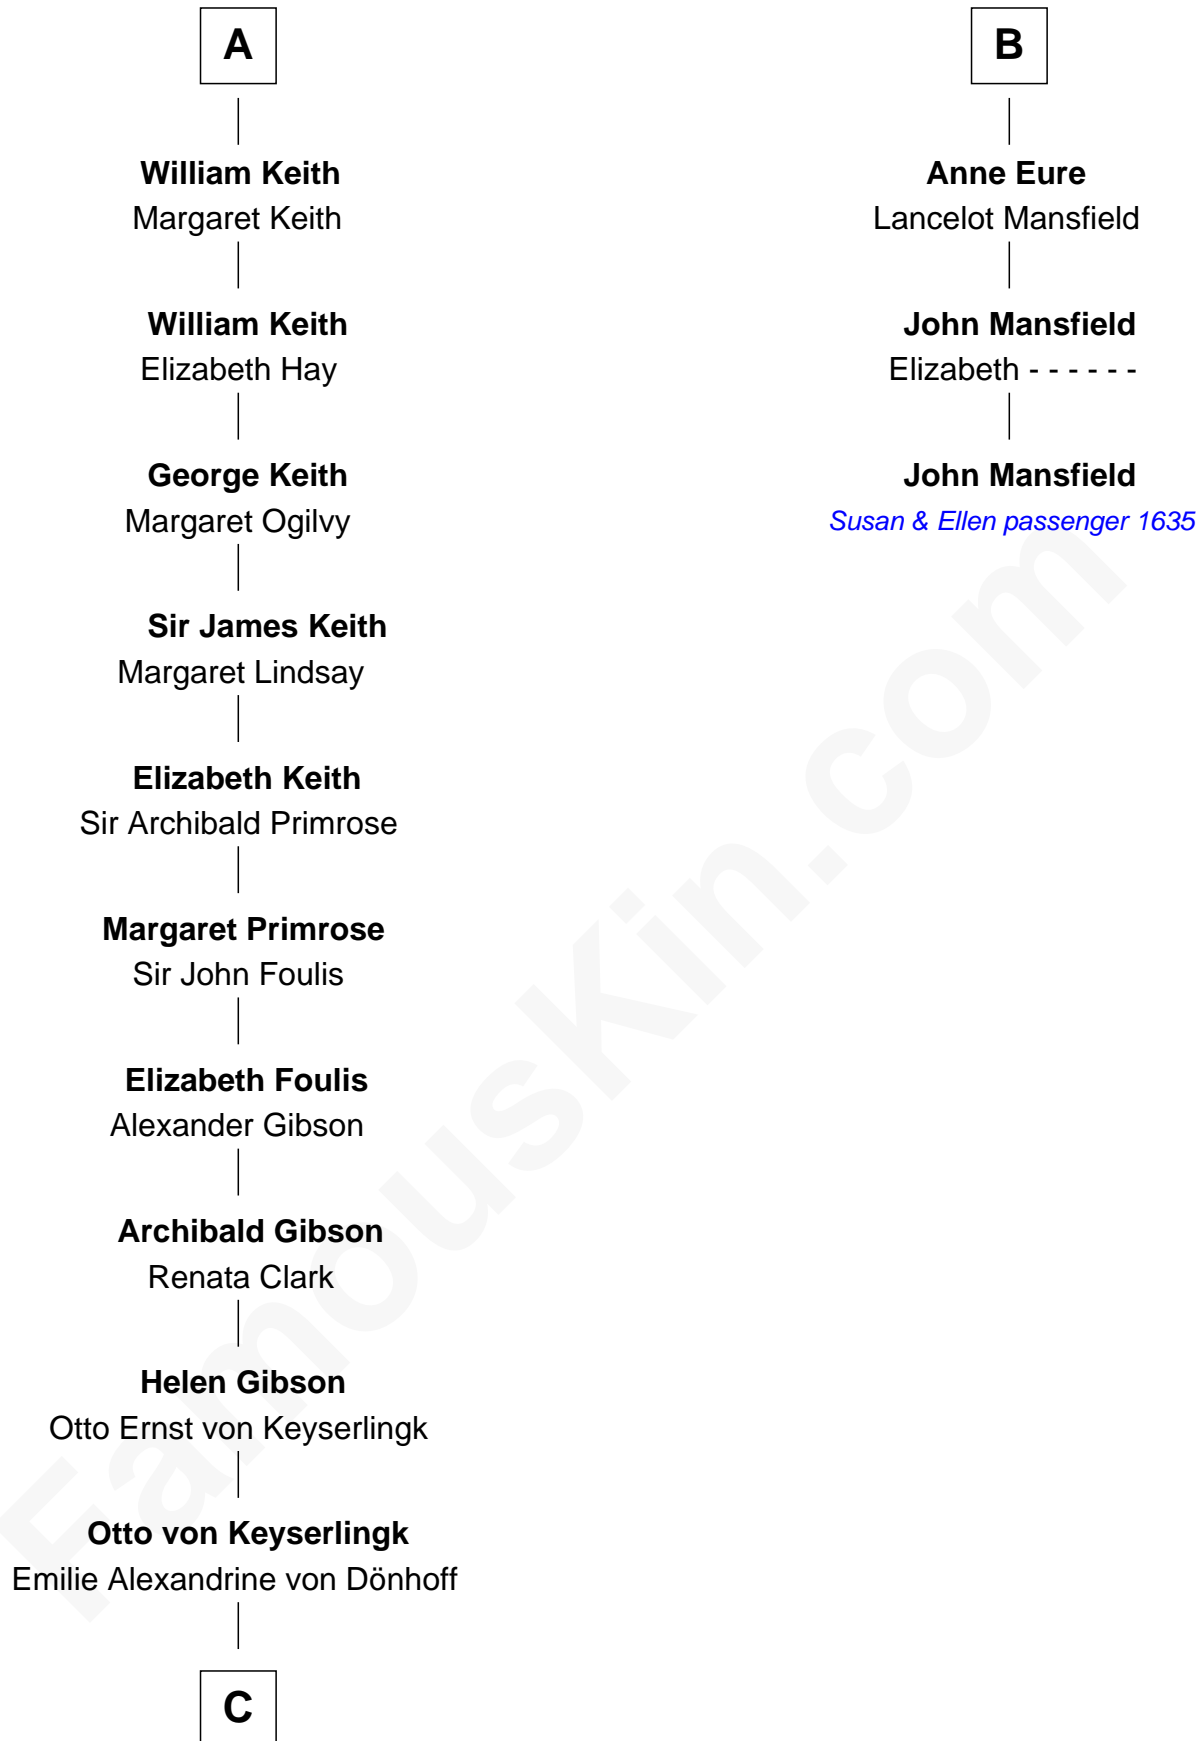 A
William Keith
Margaret Keith
William Keith
Elizabeth Hay
George Keith
Margaret Ogilvy
Sir James Keith
Margaret Lindsay
Elizabeth Keith
Sir Archibald Primrose
Margaret Primrose
Sir John Foulis
Elizabeth Foulis
Alexander Gibson
Archibald Gibson
Renata Clark
Helen Gibson
Otto Ernst von Keyserlingk
Otto von Keyserlingk
Emilie Alexandrine von Dönhoff
C
B
Anne Eure
Lancelot Mansfield
John Mansfield
Elizabeth - - - - - -
John Mansfield
Susan & Ellen passenger 1635
FamousKin.com